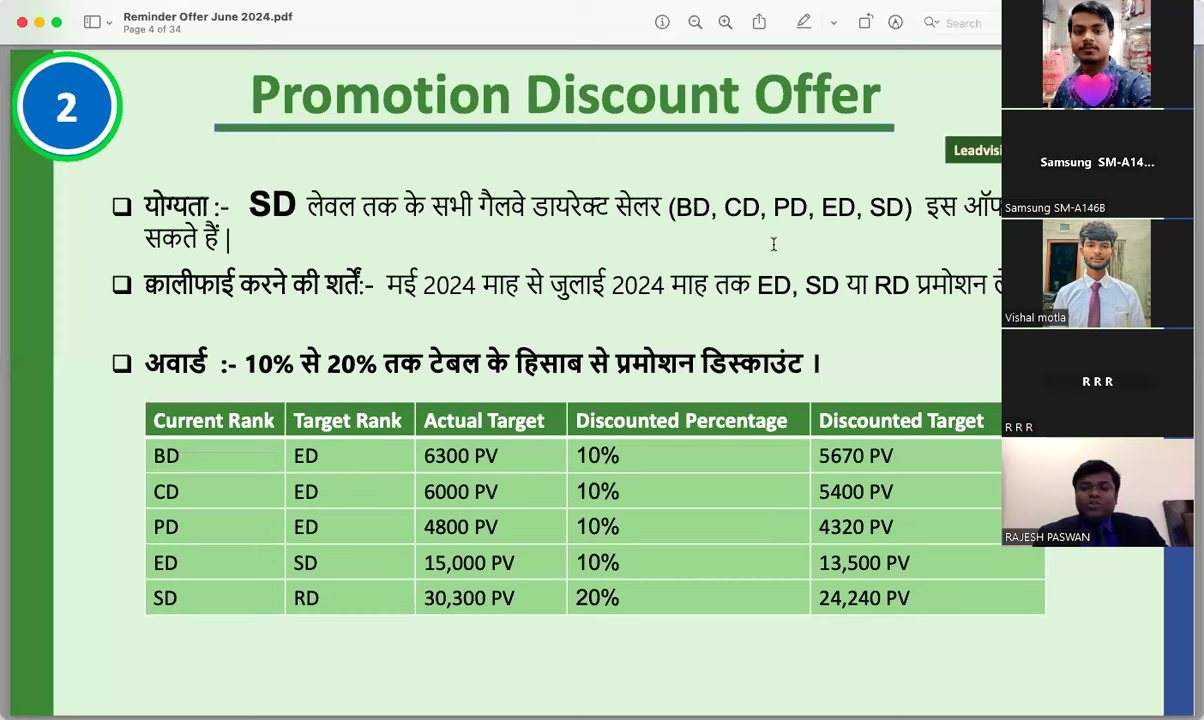 Reminder Offer June 2024.pdf
Page 4 of 34
Search
2
Promotion Discount Offer
योग्यता :- SD लेवल तक के सभी गैलवे डायरेक्ट सेलर (BD, CD, PD, ED, SD) इस
सकते हैं |
क्वालीफाई करने की शर्तें:- मई 2024 माह से जुलाई 2024 माह तक ED, SD या RD प्रमोशन
अवार्ड :- 10% से 20% तक टेबल के हिसाब से प्रमोशन डिस्काउंट ।
Current Rank Target Rank Actual Target Discounted Percentage Discounted Target
BD ED 6300 PV 10% 5670 PV
CD ED 6000 PV 10% 5400 PV
PD ED 4800 PV 10% 4320 PV
ED SD 15,000 PV 10% 13,500 PV
SD RD 30,300 PV 20% 24,240 PV
Samsung SM-A14...
Samsung SM-A146B
Vishal motla
R R R
R R R
RAJESH PASWAN